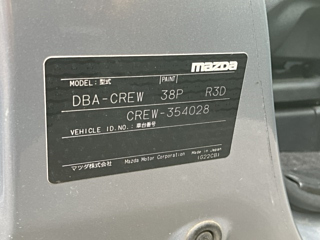 mazda
MODEL: 型式 PAINT
DBA-CREW 38P R3D
CREW-354028
VEHICLE ID.NO.: 車台番号
マツダ株式会社 Mazda Motor Corporation Made in Japan